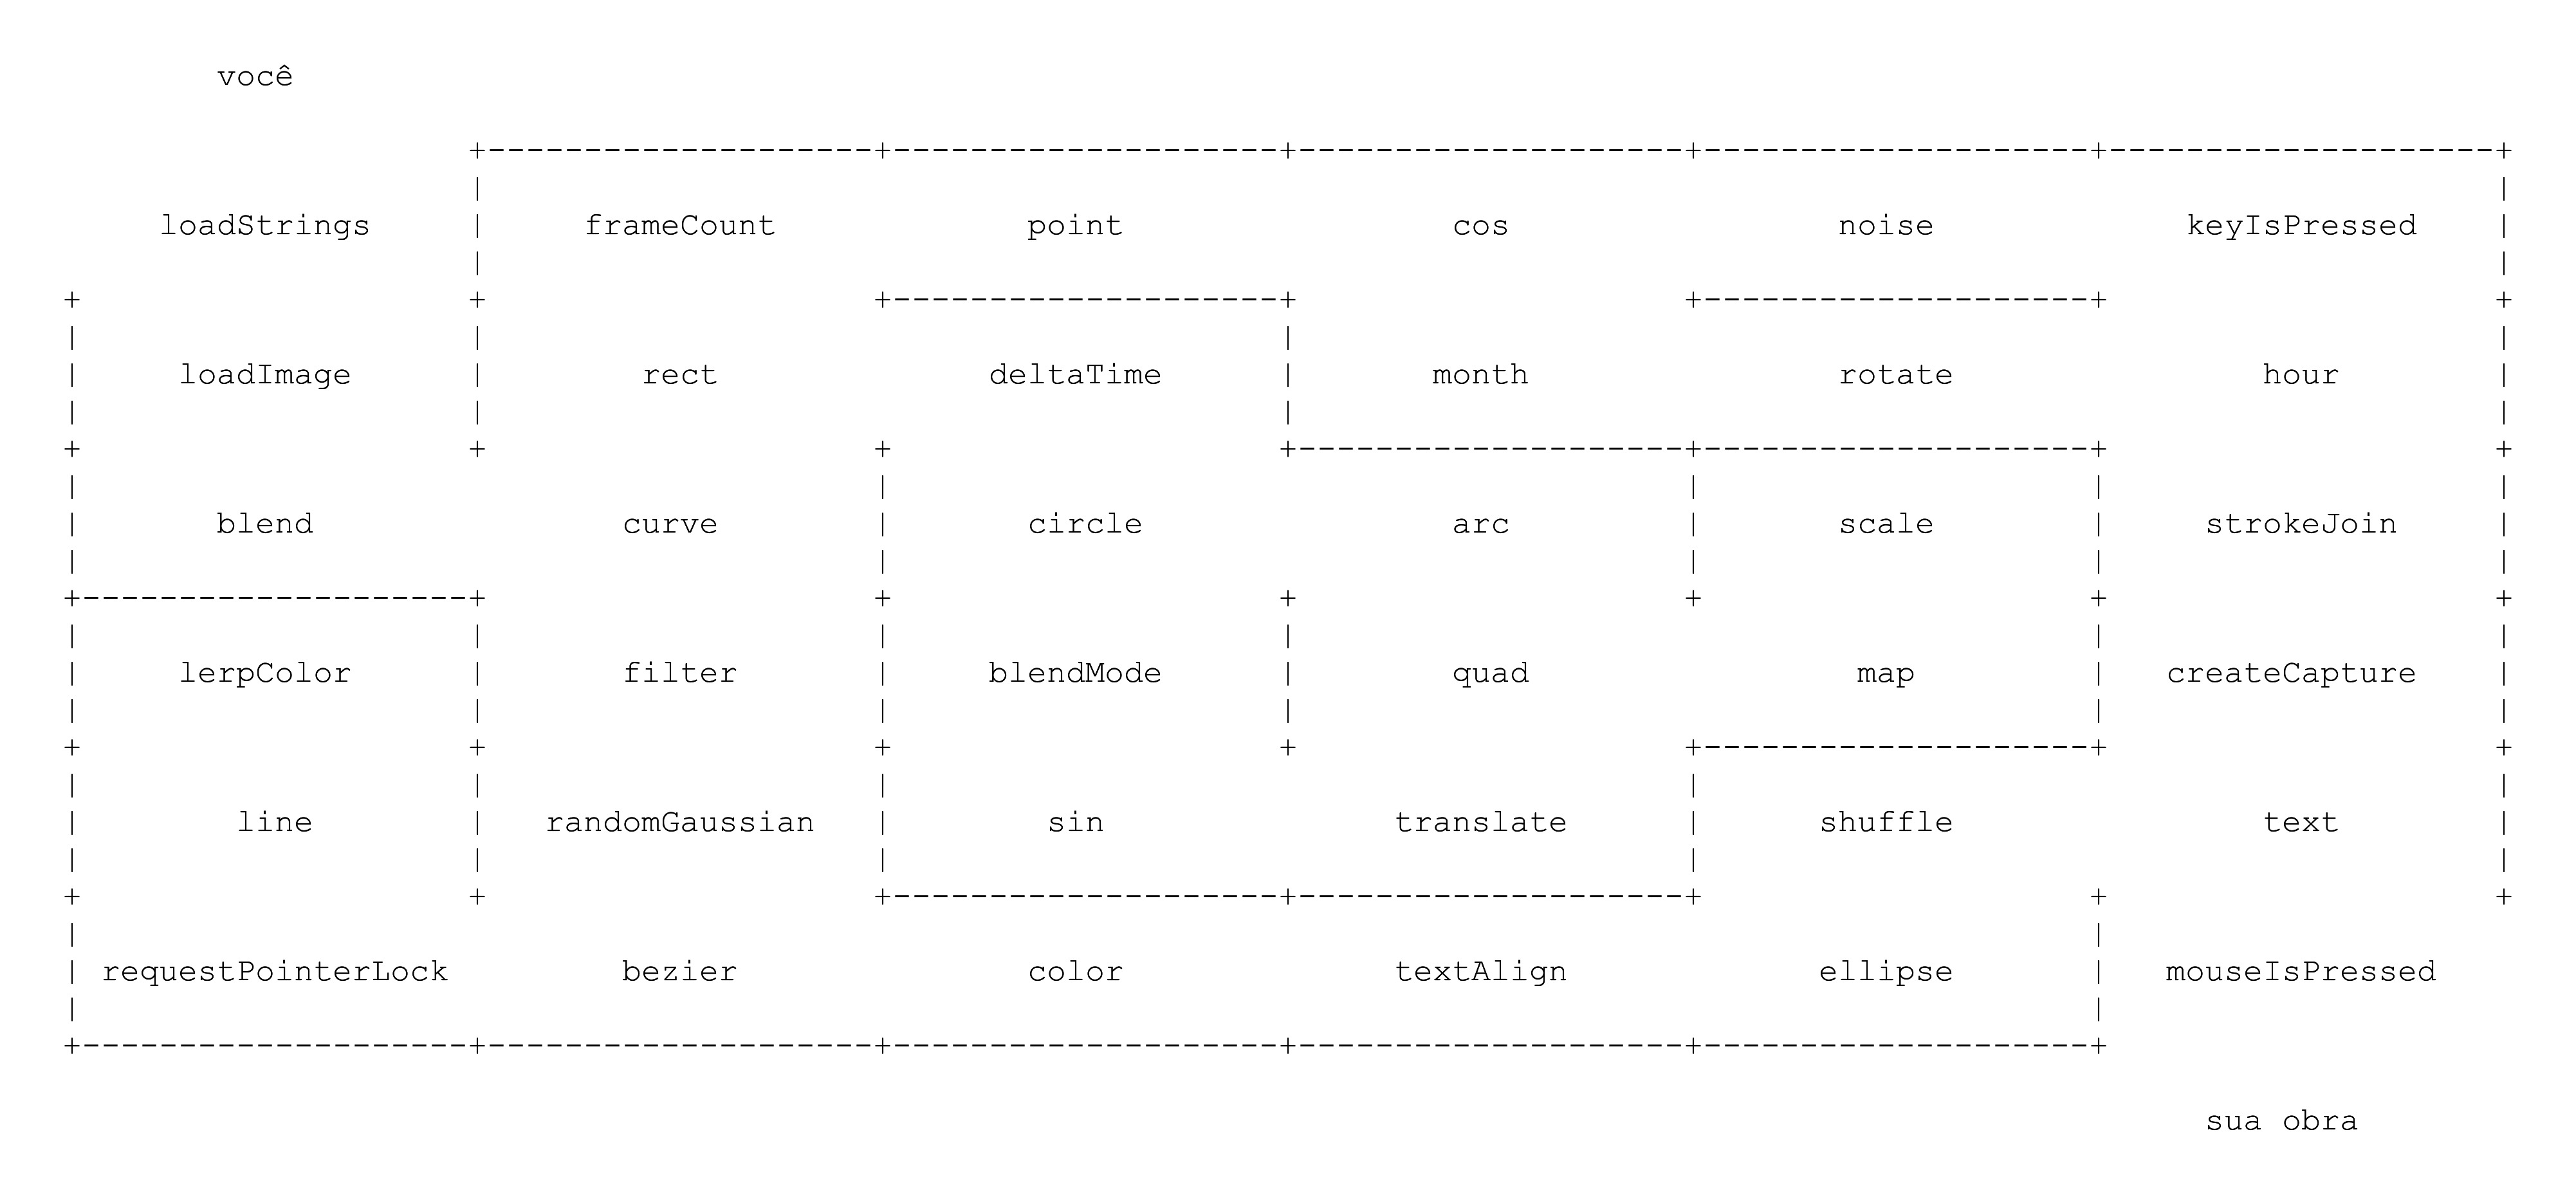 você
loadStrings frameCount point cos noise keyIsPressed
loadImage rect deltaTime month rotate hour
blend curve circle arc scale strokeJoin
lerpColor filter blendMode quad map createCapture
line randomGaussian sin translate shuffle text
requestPointerLock bezier color textAlign ellipse mouseIsPressed
sua obra